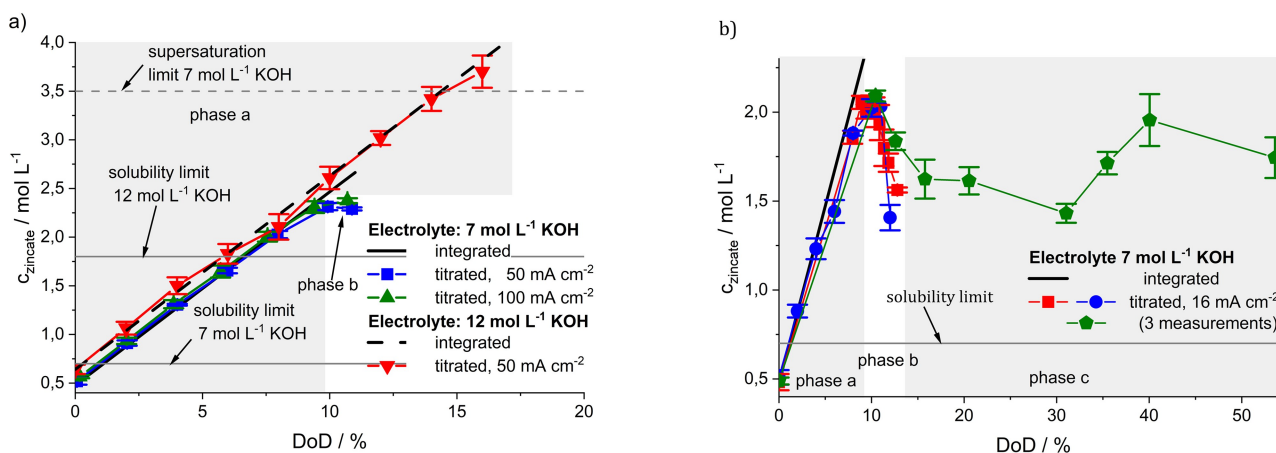 a)
4,0
3,5
3,0
2,5
2,0
1,5
1,0
0,5
c_zincate / mol L⁻¹
supersaturation
limit 7 mol L⁻¹ KOH
phase a
solubility limit
12 mol L⁻¹ KOH
solubility limit
7 mol L⁻¹ KOH
phase b
Electrolyte: 7 mol L⁻¹ KOH
integrated
titrated, 50 mA cm⁻²
titrated, 100 mA cm⁻²
Electrolyte: 12 mol L⁻¹ KOH
integrated
titrated, 50 mA cm⁻²
0 5 10 15 20
DoD / %
b)
2,0
1,5
1,0
0,5
c_zincate / mol L⁻¹
Electrolyte 7 mol L⁻¹ KOH
integrated
titrated, 16 mA cm⁻²
(3 measurements)
solubility limit
phase b
phase a
phase c
0 10 20 30 40 50
DoD / %